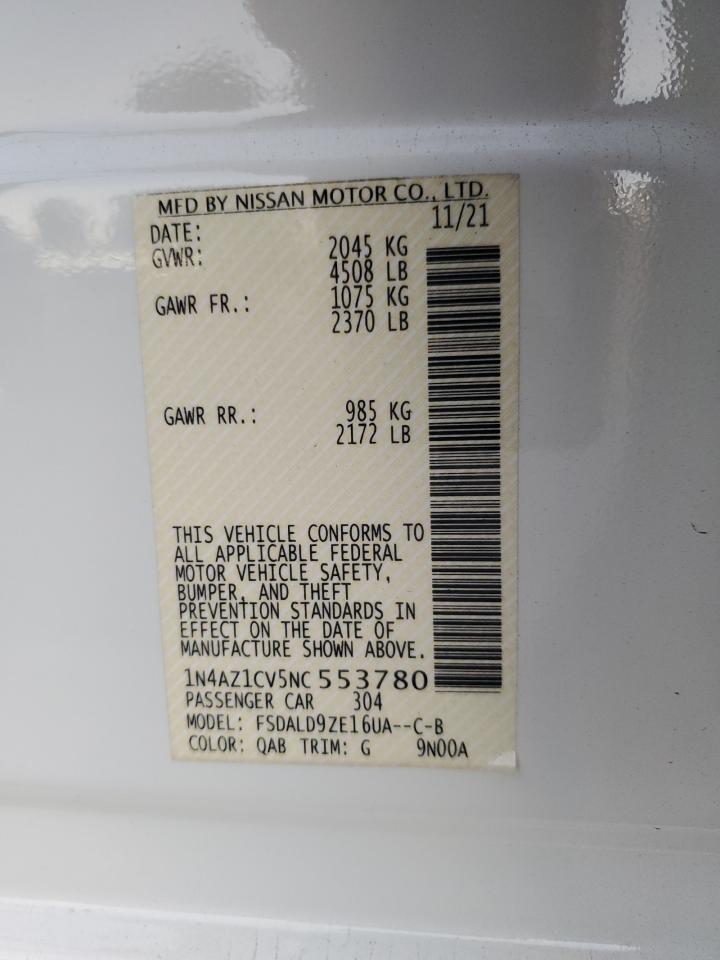 MFD BY NISSAN MOTOR CO., LTD.
DATE: 11/21
GVWR: 2045 KG
4508 LB
GAWR FR.: 1075 KG
2370 LB
GAWR RR.: 985 KG
2172 LB
THIS VEHICLE CONFORMS TO
ALL APPLICABLE FEDERAL
MOTOR VEHICLE SAFETY,
BUMPER, AND THEFT
PREVENTION STANDARDS IN
EFFECT ON THE DATE OF
MANUFACTURE SHOWN ABOVE.
1N4AZ1CV5NC553780
PASSENGER CAR 304
MODEL: FSDALD9ZE16UA--C-B
COLOR: QAB TRIM: G 9N00A